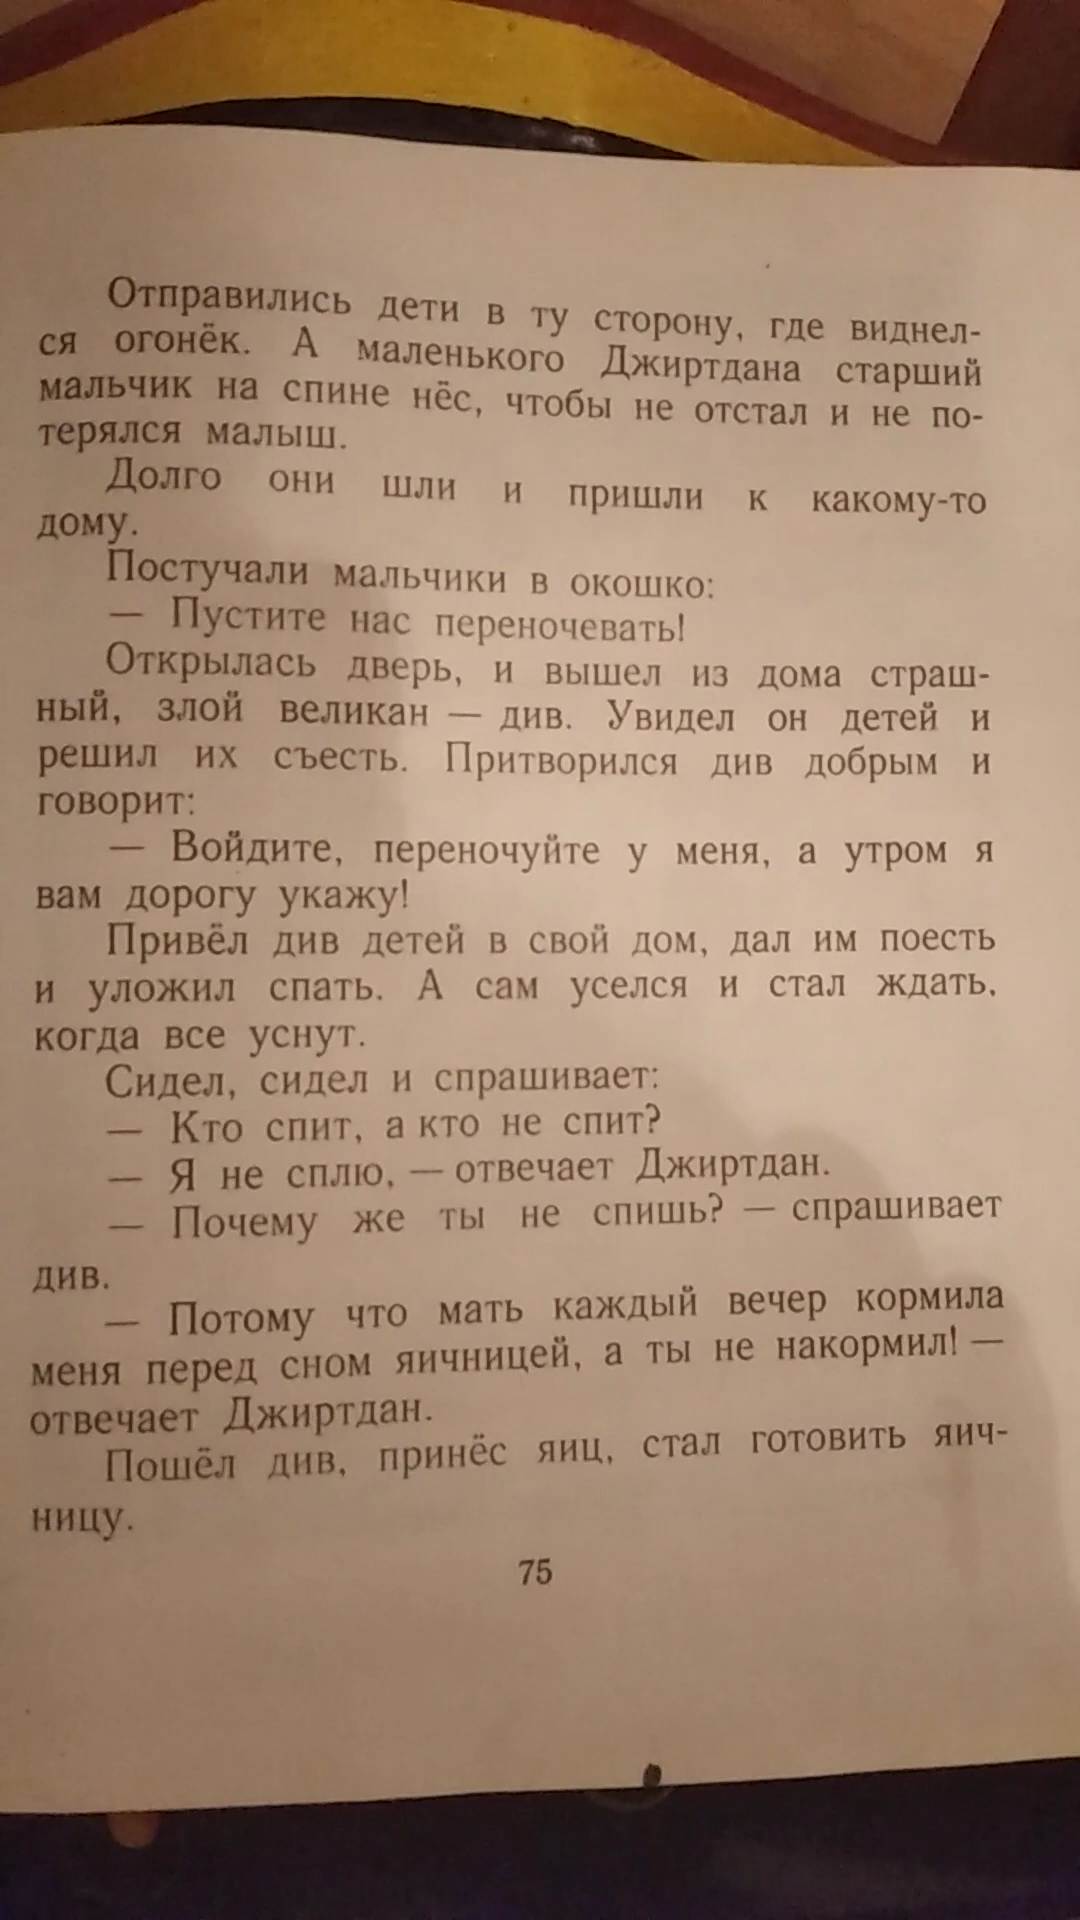 Отправились дети в ту сторону, где виднел-
ся огонёк. А маленького Джиртдана старший
мальчик на спине нёс, чтобы не отстал и не по-
терялся малыш.
Долго они шли и пришли к какому-то
дому.
Постучали мальчики в окошко:
— Пустите нас переночевать!
Открылась дверь, и вышел из дома страш-
ный, злой великан — див. Увидел он детей и
решил их съесть. Притворился див добрым и
говорит:
— Войдите, переночуйте у меня, а утром я
вам дорогу укажу!
Привёл див детей в свой дом, дал им поесть
и уложил спать. А сам уселся и стал ждать,
когда все уснут.
Сидел, сидел и спрашивает:
— Кто спит, а кто не спит?
— Я не сплю, — отвечает Джиртдан.
— Почему же ты не спишь? — спрашивает
див.
— Потому что мать каждый вечер кормила
меня перед сном яичницей, а ты не накормил! —
отвечает Джиртдан.
Пошёл див, принёс яиц, стал готовить яич-
ницу.
75